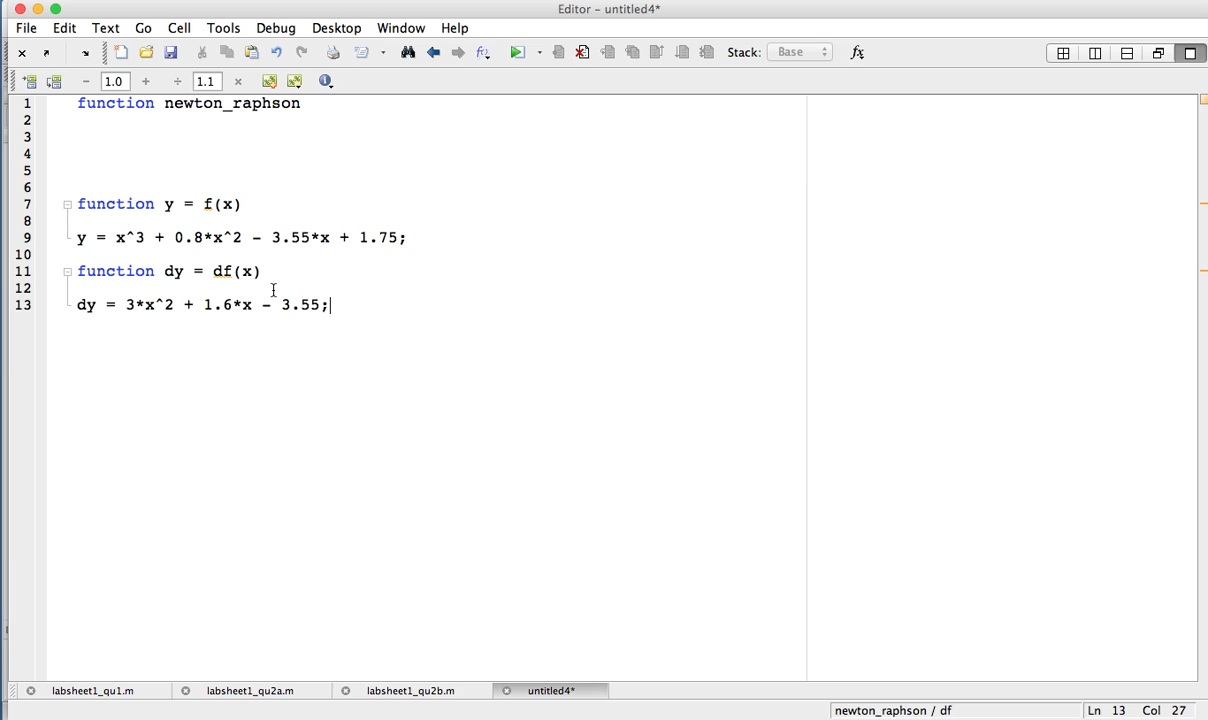 Editor - untitled4*
File Edit Text Go Cell Tools Debug Desktop Window Help
Stack: Base fx
1.0 1.1
1 function newton_raphson
2
3
4
5
6
7 function y = f(x)
8
9 y = x^3 + 0.8*x^2 - 3.55*x + 1.75;
10
11 function dy = df(x)
12
13 dy = 3*x^2 + 1.6*x - 3.55;
labsheet1_qu1.m labsheet1_qu2a.m labsheet1_qu2b.m untitled4*
newton_raphson / df Ln 13 Col 27